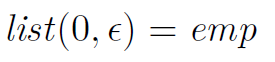 list(0, ϵ) = emp